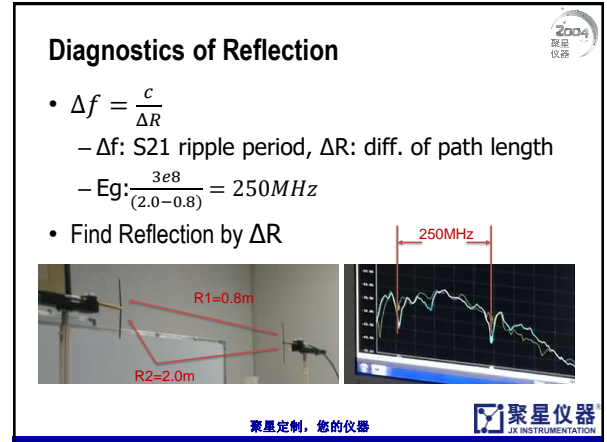 2004
聚星
仪器
Diagnostics of Reflection
• Δf = c/ΔR
– Δf: S21 ripple period, ΔR: diff. of path length
– Eg: 3e8/(2.0−0.8) = 250MHz
• Find Reflection by ΔR
250MHz
R1=0.8m
R2=2.0m
聚星定制，您的仪器
聚星仪器®
JX INSTRUMENTATION